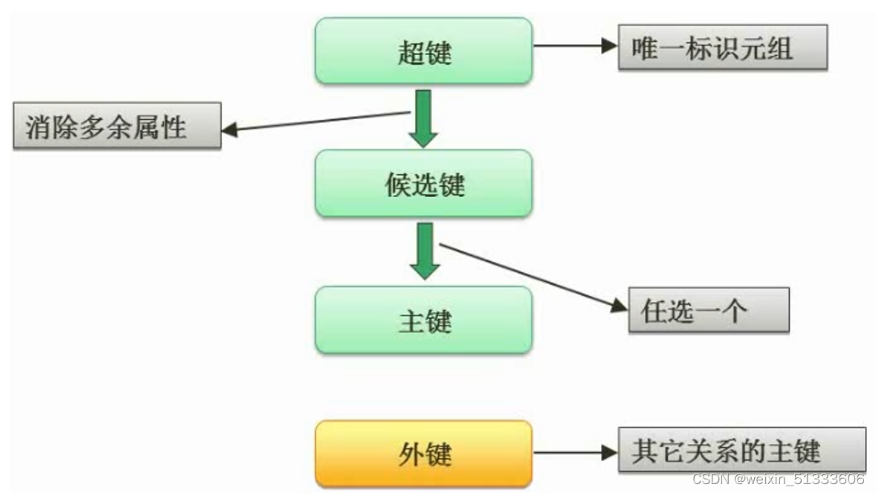 超键
唯一标识元组
消除多余属性
候选键
任选一个
主键
外键
其它关系的主键
CSDN @weixin_51333606